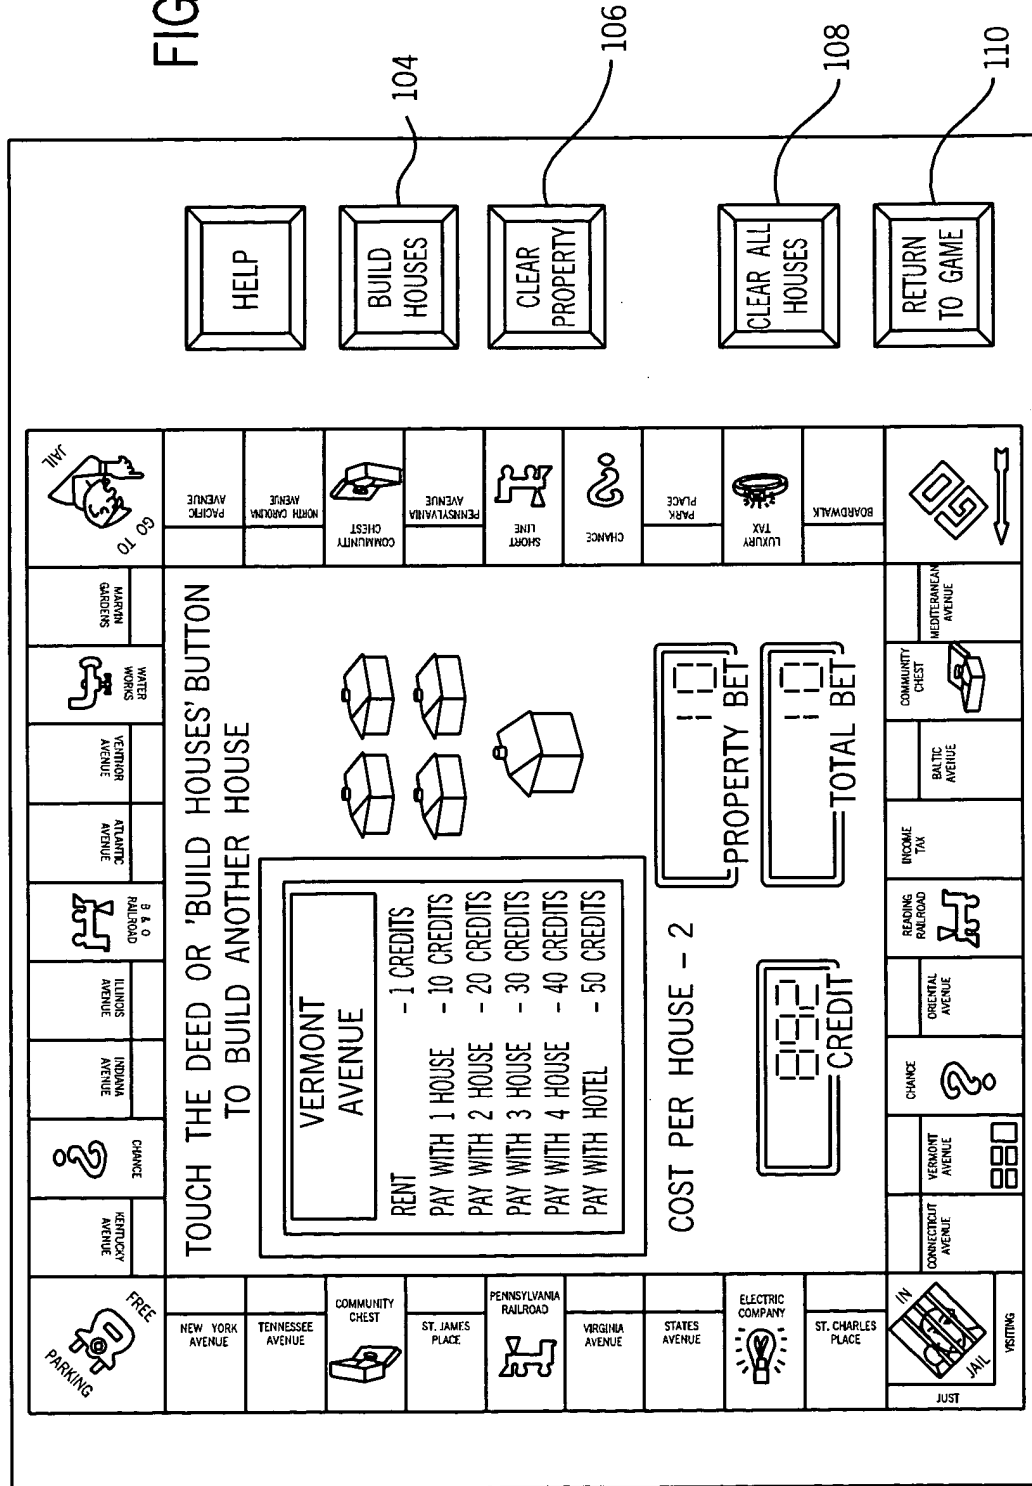 FIG
GO TO
JAIL
MARVIN
GARDENS
WATER
WORKS
VENTNOR
AVENUE
ATLANTIC
AVENUE
B & O
RAILROAD
ILLINOIS
AVENUE
INDIANA
AVENUE
CHANCE
KENTUCKY
AVENUE
FREE
PARKING
NEW YORK
AVENUE
TENNESSEE
AVENUE
COMMUNITY
CHEST
ST. JAMES
PLACE
PENNSYLVANIA
RAILROAD
VIRGINIA
AVENUE
STATES
AVENUE
ELECTRIC
COMPANY
ST. CHARLES
PLACE
IN
JAIL
JUST
VISITING
CONNECTICUT
AVENUE
VERMONT
AVENUE
CHANCE
ORIENTAL
AVENUE
READING
RAILROAD
INCOME
TAX
BALTIC
AVENUE
COMMUNITY
CHEST
MEDITERANEAN
AVENUE
GO
BOARDWALK
LUXURY
TAX
PARK
PLACE
CHANCE
SHORT
LINE
PENNSYLVANIA
AVENUE
COMMUNITY
CHEST
NORTH CAROLINA
AVENUE
PACIFIC
AVENUE
TOUCH THE DEED OR 'BUILD HOUSES' BUTTON
TO BUILD ANOTHER HOUSE
VERMONT
AVENUE
RENT - 1 CREDITS
PAY WITH 1 HOUSE - 10 CREDITS
PAY WITH 2 HOUSE - 20 CREDITS
PAY WITH 3 HOUSE - 30 CREDITS
PAY WITH 4 HOUSE - 40 CREDITS
PAY WITH HOTEL - 50 CREDITS
COST PER HOUSE - 2
10
PROPERTY BET
892
CREDIT
10
TOTAL BET
HELP
BUILD
HOUSES
104
CLEAR
PROPERTY
106
CLEAR ALL
HOUSES
108
RETURN
TO GAME
110